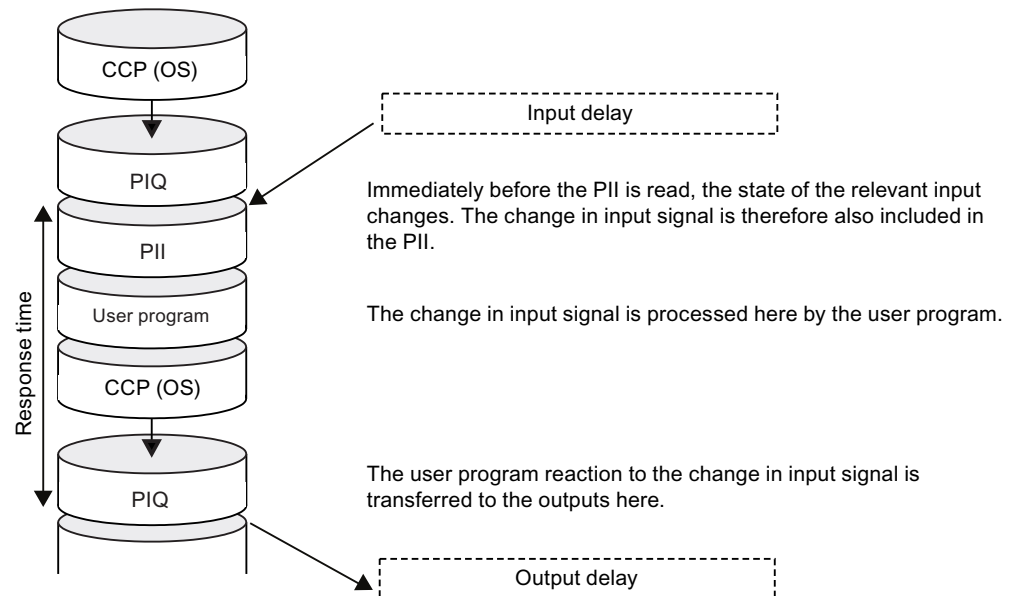 CCP (OS)
Input delay
PIQ
Immediately before the PII is read, the state of the relevant input
changes. The change in input signal is therefore also included in
the PII.
PII
Response time
User program
The change in input signal is processed here by the user program.
CCP (OS)
The user program reaction to the change in input signal is
transferred to the outputs here.
PIQ
Output delay